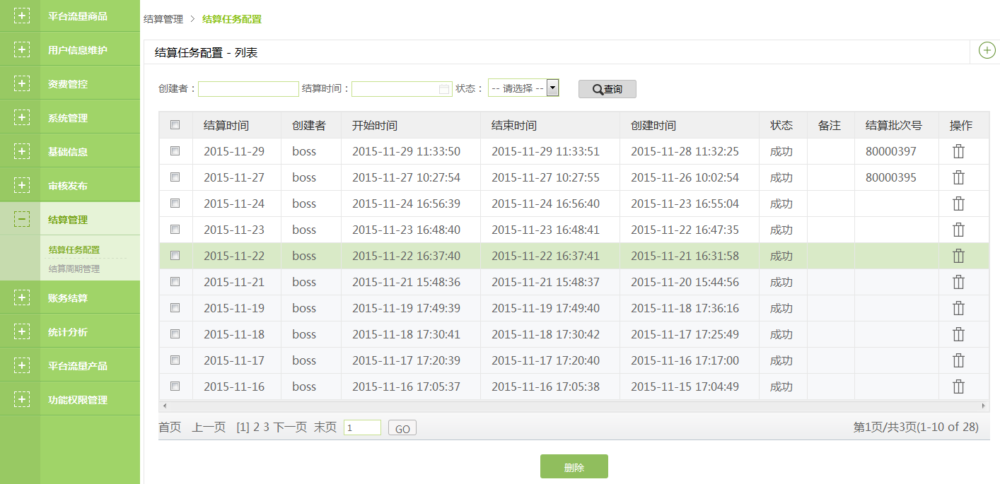 平台流量商品
用户信息维护
资费管控
系统管理
基础信息
审核发布
结算管理
结算任务配置
结算周期管理
账务结算
统计分析
平台流量产品
功能权限管理
结算管理 > 结算任务配置
结算任务配置 - 列表
创建者： 结算时间： 状态： -- 请选择 -- 查询
结算时间 创建者 开始时间 结束时间 创建时间 状态 备注 结算批次号 操作
2015-11-29 boss 2015-11-29 11:33:50 2015-11-29 11:33:51 2015-11-28 11:32:25 成功 80000397
2015-11-27 boss 2015-11-27 10:27:54 2015-11-27 10:27:55 2015-11-26 10:02:54 成功 80000395
2015-11-24 boss 2015-11-24 16:56:39 2015-11-24 16:56:40 2015-11-23 16:55:04 成功
2015-11-23 boss 2015-11-23 16:48:40 2015-11-23 16:48:41 2015-11-22 16:47:35 成功
2015-11-22 boss 2015-11-22 16:37:40 2015-11-22 16:37:41 2015-11-21 16:31:58 成功
2015-11-21 boss 2015-11-21 15:48:36 2015-11-21 15:48:37 2015-11-20 15:44:56 成功
2015-11-19 boss 2015-11-19 17:49:39 2015-11-19 17:49:40 2015-11-18 17:36:16 成功
2015-11-18 boss 2015-11-18 17:30:41 2015-11-18 17:30:42 2015-11-17 17:25:49 成功
2015-11-17 boss 2015-11-17 17:20:39 2015-11-17 17:20:40 2015-11-16 17:17:00 成功
2015-11-16 boss 2015-11-16 17:05:37 2015-11-16 17:05:38 2015-11-15 17:04:49 成功
首页 上一页 [1] 2 3 下一页 末页 1 GO 第1页/共3页(1-10 of 28)
删除